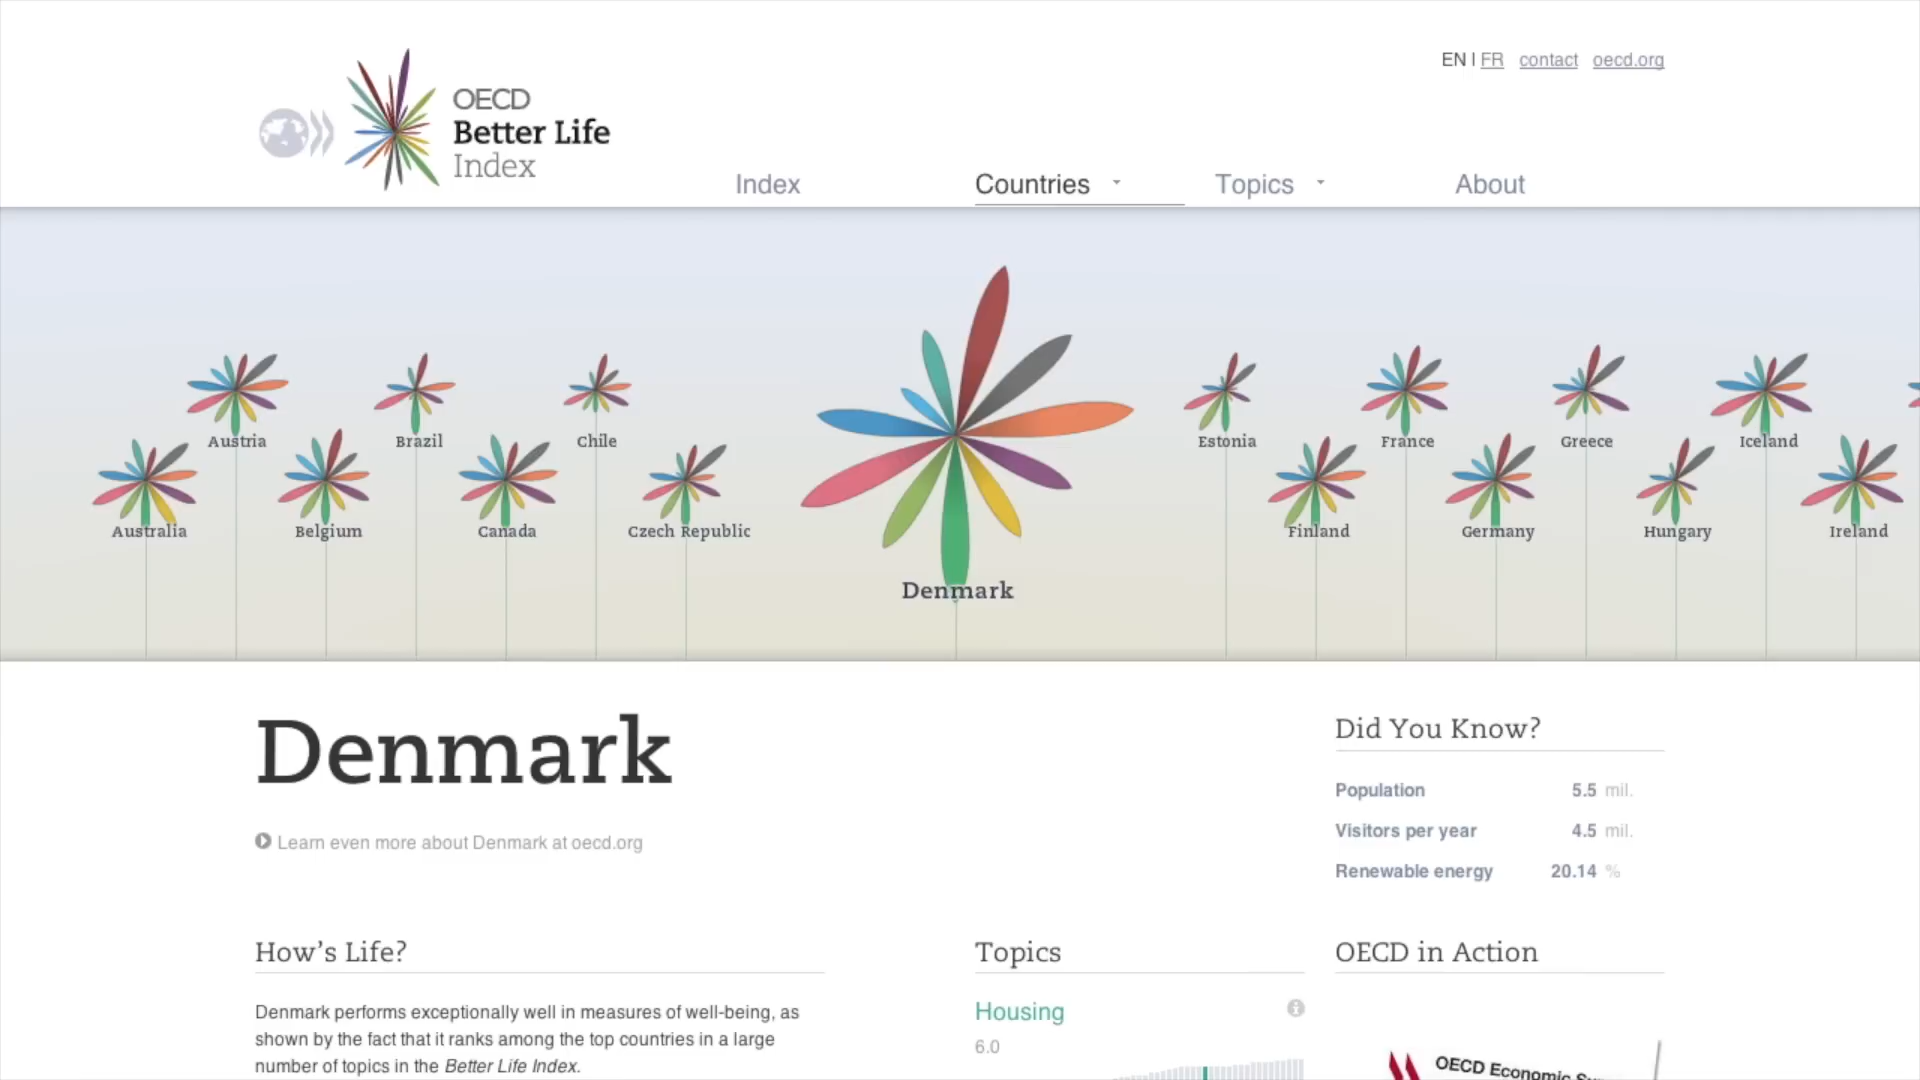 EN | FR contact oecd.org
OECD
Better Life
Index
Index Countries Topics About
Austria Brazil Chile Estonia France Greece Iceland
Australia Belgium Canada Czech Republic Finland Germany Hungary Ireland
Denmark
Denmark
Learn even more about Denmark at oecd.org
Did You Know?
Population 5.5 mil.
Visitors per year 4.5 mil.
Renewable energy 20.14 %
How’s Life?
Denmark performs exceptionally well in measures of well-being, as
shown by the fact that it ranks among the top countries in a large
number of topics in the Better Life Index.
Topics
Housing
6.0
OECD in Action
OECD Economic